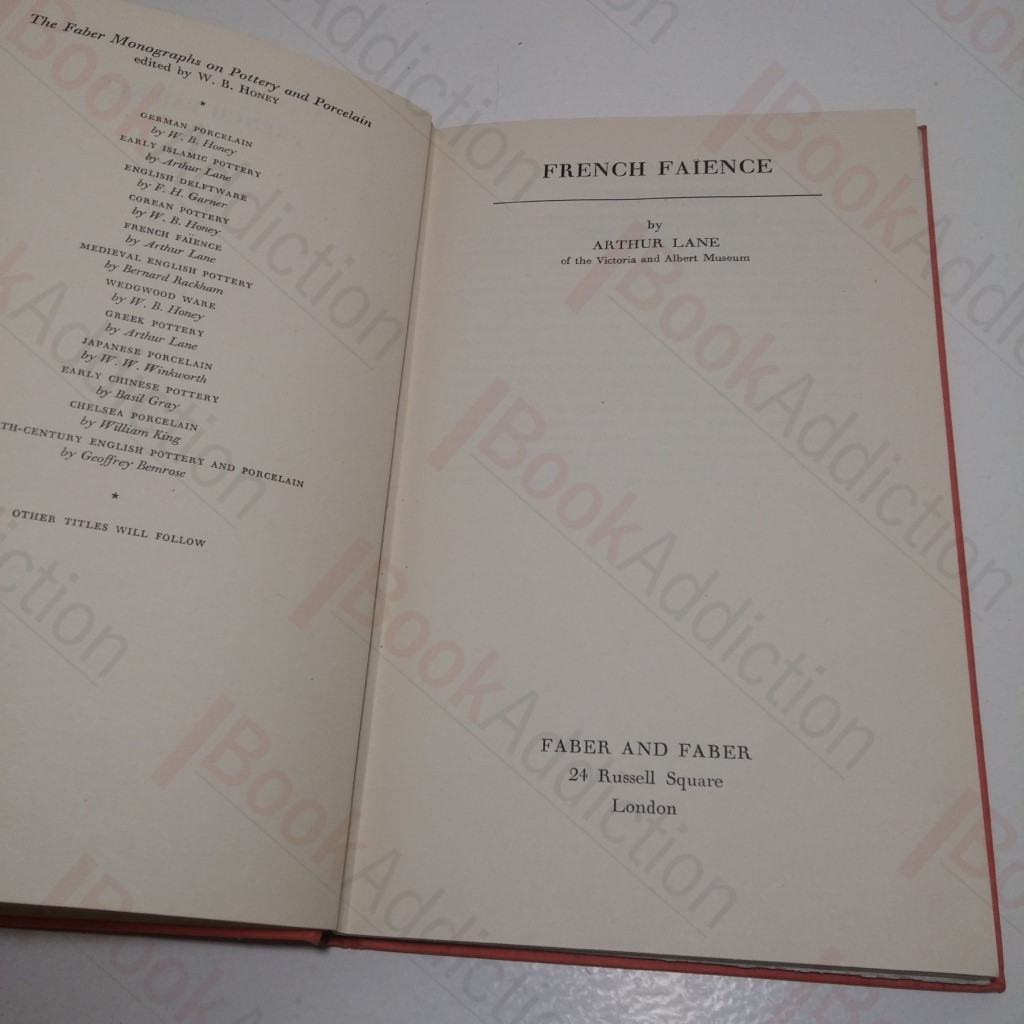 The Faber Monographs on Pottery and Porcelain
edited by W. B. HONEY
*
GERMAN PORCELAIN
by W. B. Honey
EARLY ISLAMIC POTTERY
by Arthur Lane
ENGLISH DELFTWARE
by F. H. Garner
COREAN POTTERY
by W. B. Honey
FRENCH FAÏENCE
by Arthur Lane
MEDIEVAL ENGLISH POTTERY
by Bernard Rackham
WEDGWOOD WARE
by W. B. Honey
GREEK POTTERY
by Arthur Lane
JAPANESE PORCELAIN
by W. W. Winkworth
EARLY CHINESE POTTERY
by Basil Gray
CHELSEA PORCELAIN
by William King
TH-CENTURY ENGLISH POTTERY AND PORCELAIN
by Geoffrey Bemrose
*
OTHER TITLES WILL FOLLOW
FRENCH FAÏENCE
by
ARTHUR LANE
of the Victoria and Albert Museum
FABER AND FABER
24 Russell Square
London
BookAddiction